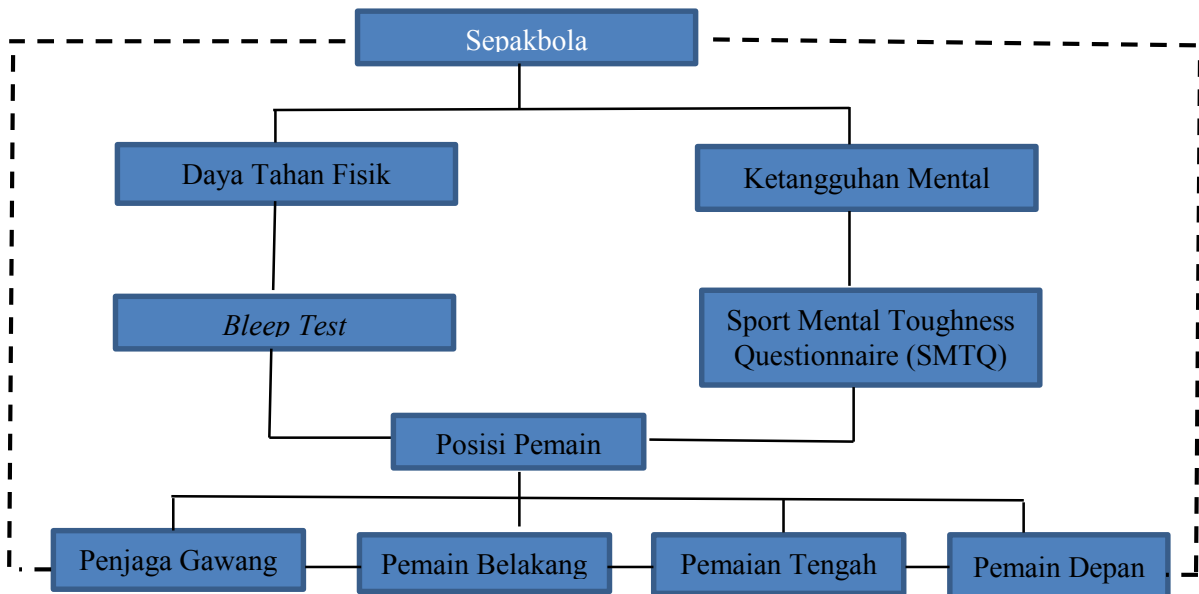 Sepakbola
Daya Tahan Fisik
Ketangguhan Mental
Bleep Test
Sport Mental Toughness
Questionnaire (SMTQ)
Posisi Pemain
Penjaga Gawang
Pemain Belakang
Pemaian Tengah
Pemain Depan